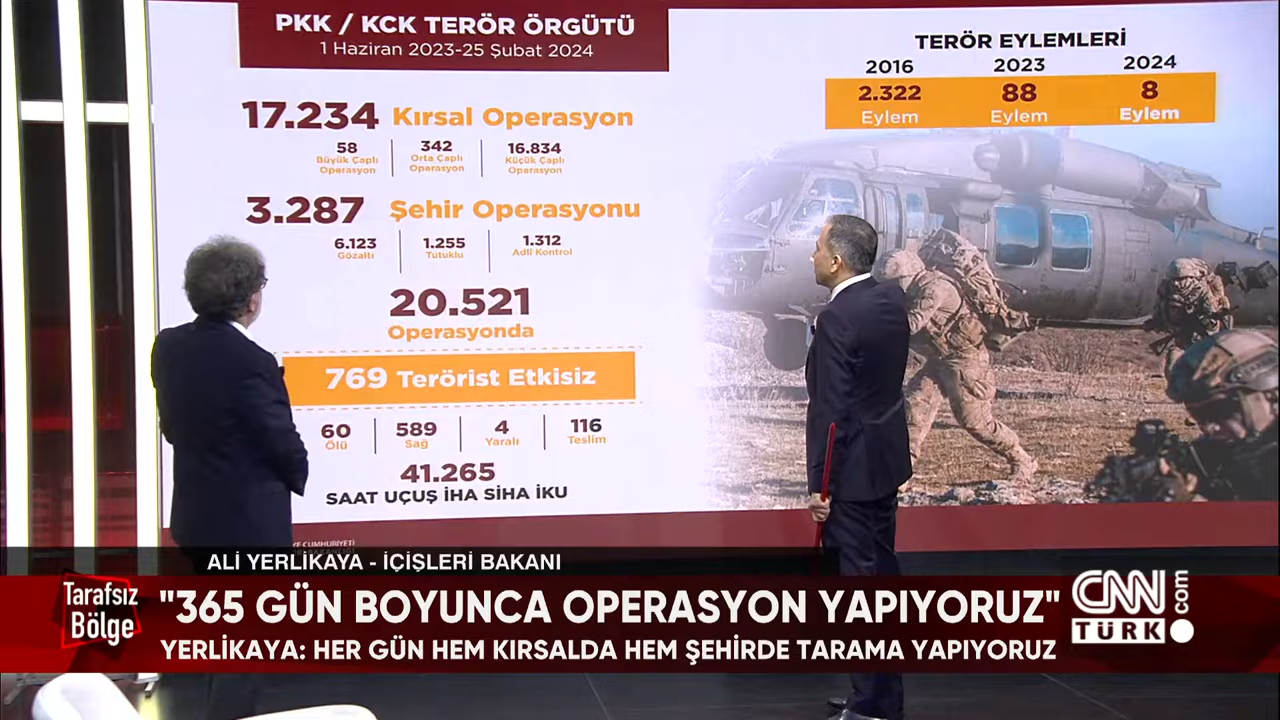 PKK / KCK TERÖR ÖRGÜTÜ
1 Haziran 2023-25 Şubat 2024
17.234 Kırsal Operasyon
58 342 16.834
Büyük Çaplı Orta Çaplı Küçük Çaplı
Operasyon Operasyon Operasyon
3.287 Şehir Operasyonu
6.123 1.255 1.312
Gözaltı Tutuklu Adli Kontrol
20.521
Operasyonda
769 Terörist Etkisiz
60 589 4 116
Ölü Sağ Yaralı Teslim
41.265
SAAT UÇUŞ İHA SİHA İKU
TERÖR EYLEMLERİ
2016 2023 2024
2.322 88 8
Eylem Eylem Eylem
CUMHURİYETİ
ALİ YERLİKAYA - İÇİŞLERİ BAKANI
Tarafsız
Bölge
"365 GÜN BOYUNCA OPERASYON YAPIYORUZ"
YERLİKAYA: HER GÜN HEM KIRSALDA HEM ŞEHİRDE TARAMA YAPIYORUZ
CNN
TÜRK
.com